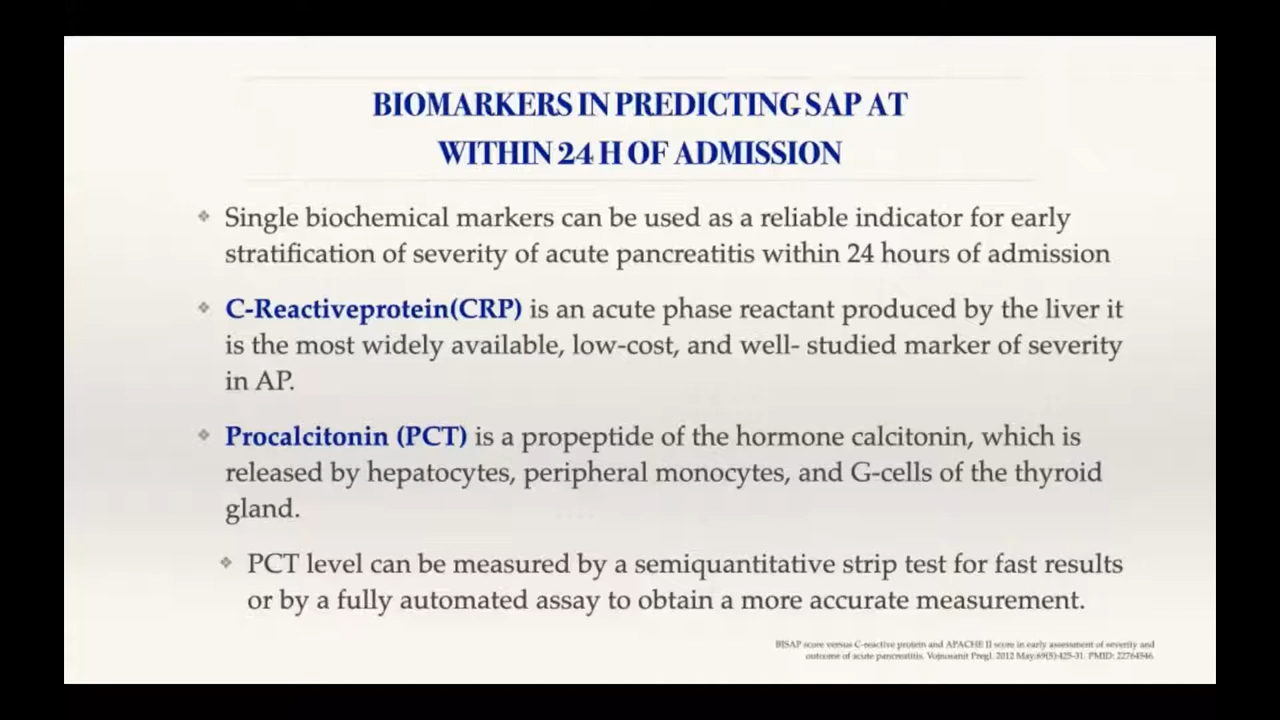 BIOMARKERS IN PREDICTING SAP AT
WITHIN 24 H OF ADMISSION
Single biochemical markers can be used as a reliable indicator for early
stratification of severity of acute pancreatitis within 24 hours of admission
C-Reactiveprotein(CRP) is an acute phase reactant produced by the liver it
is the most widely available, low-cost, and well- studied marker of severity
in AP.
Procalcitonin (PCT) is a propeptide of the hormone calcitonin, which is
released by hepatocytes, peripheral monocytes, and G-cells of the thyroid
gland.
PCT level can be measured by a semiquantitative strip test for fast results
or by a fully automated assay to obtain a more accurate measurement.
BISAP score versus C-reactive protein and APACHE II score in early assessment of severity and
outcome of acute pancreatitis. Vojnosanit Pregl. 2012 May;69(5):425-31. PMID: 22764546.